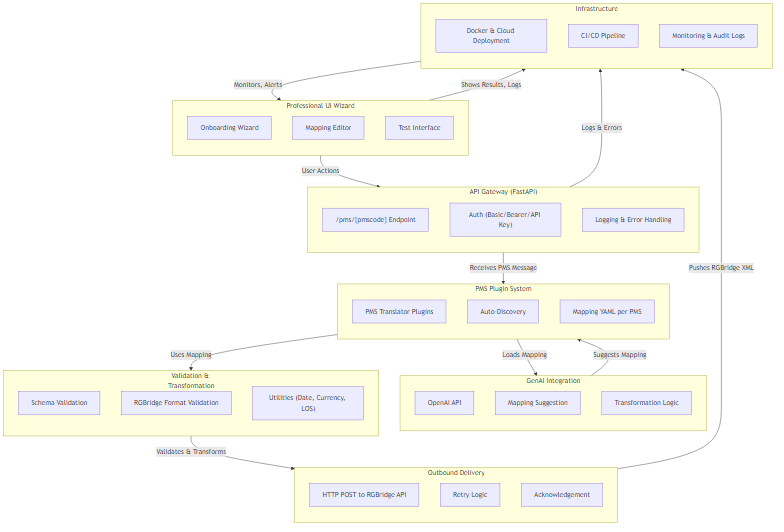 Infrastructure
Docker & Cloud
Deployment
CI/CD Pipeline
Monitoring & Audit Logs
Monitors, Alerts
Shows Results, Logs
Professional UI Wizard
Onboarding Wizard
Mapping Editor
Test Interface
Logs & Errors
User Actions
API Gateway (FastAPI)
/pms/[pmscode] Endpoint
Auth (Basic/Bearer/API
Key)
Logging & Error Handling
Receives PMS Message
Pushes RGBridge XML
PMS Plugin System
PMS Translator Plugins
Auto-Discovery
Mapping YAML per PMS
Uses Mapping
Loads Mapping
Suggests Mapping
Validation &
Transformation
Schema Validation
RGBridge Format Validation
Utilities (Date, Currency,
LOS)
GenAI Integration
OpenAI API
Mapping Suggestion
Transformation Logic
Validates & Transforms
Outbound Delivery
HTTP POST to RGBridge API
Retry Logic
Acknowledgement